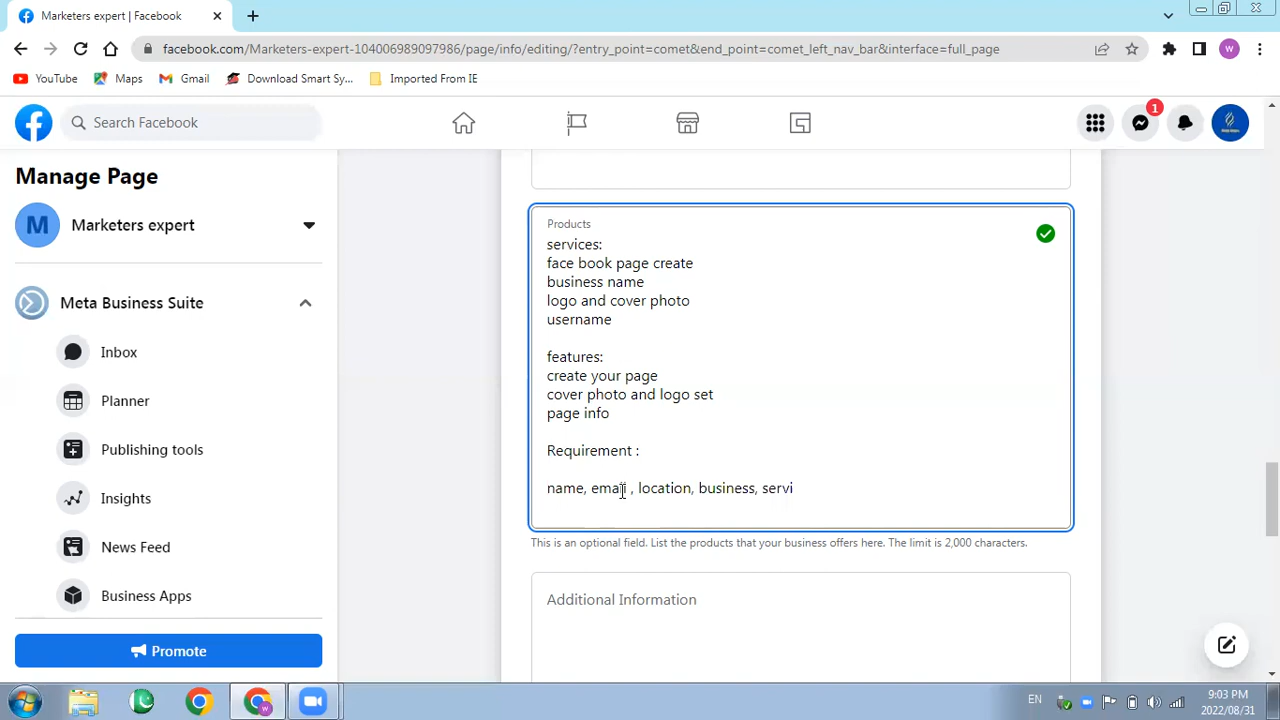 Marketers expert | Facebook
facebook.com/Marketers-expert-104006989097986/page/info/editing/?entry_point=comet&end_point=comet_left_nav_bar&interface=full_page
W
YouTube
Maps
Gmail
Download Smart Sy...
Imported From IE
Search Facebook
1
Manage Page
M
Marketers expert
Meta Business Suite
Inbox
Planner
Publishing tools
Insights
News Feed
Business Apps
Promote
Products
services:
face book page create
business name
logo and cover photo
username
features:
create your page
cover photo and logo set
page info
Requirement :
name, email , location, business, servi
This is an optional field. List the products that your business offers here. The limit is 2,000 characters.
Additional Information
EN
9:03 PM
2022/08/31